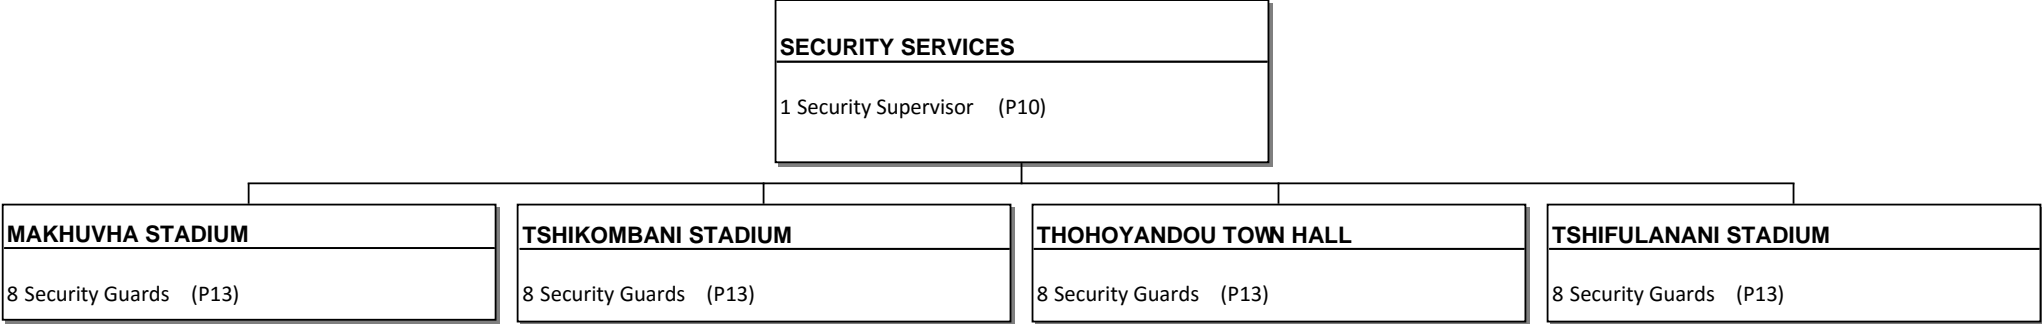 SECURITY SERVICES
1 Security Supervisor (P10)
MAKHUVHA STADIUM
8 Security Guards (P13)
TSHIKOMBANI STADIUM
8 Security Guards (P13)
THOHOYANDOU TOWN HALL
8 Security Guards (P13)
TSHIFULANANI STADIUM
8 Security Guards (P13)